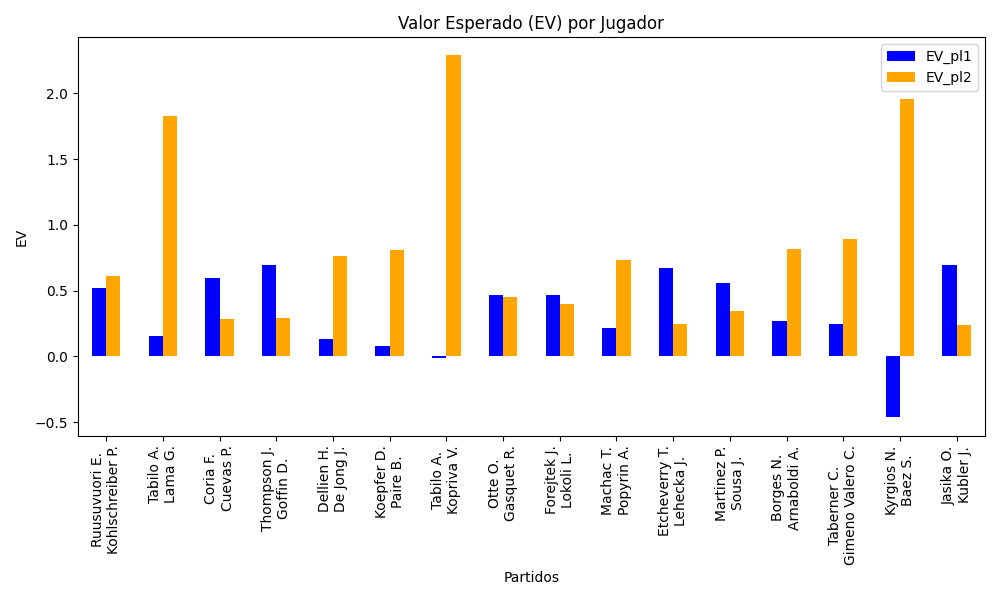 Valor Esperado (EV) por Jugador
EV_pl1
EV_pl2
EV
2.0
1.5
1.0
0.5
0.0
−0.5
Ruusuvuori E.
Kohlschreiber P.
Tabilo A.
Lama G.
Coria F.
Cuevas P.
Thompson J.
Goffin D.
Dellien H.
De Jong J.
Koepfer D.
Paire B.
Tabilo A.
Kopriva V.
Otte O.
Gasquet R.
Forejtek J.
Lokoli L.
Machac T.
Popyrin A.
Etcheverry T.
Lehecka J.
Martinez P.
Sousa J.
Borges N.
Arnaboldi A.
Taberner C.
Gimeno Valero C.
Kyrgios N.
Baez S.
Jasika O.
Kubler J.
Partidos